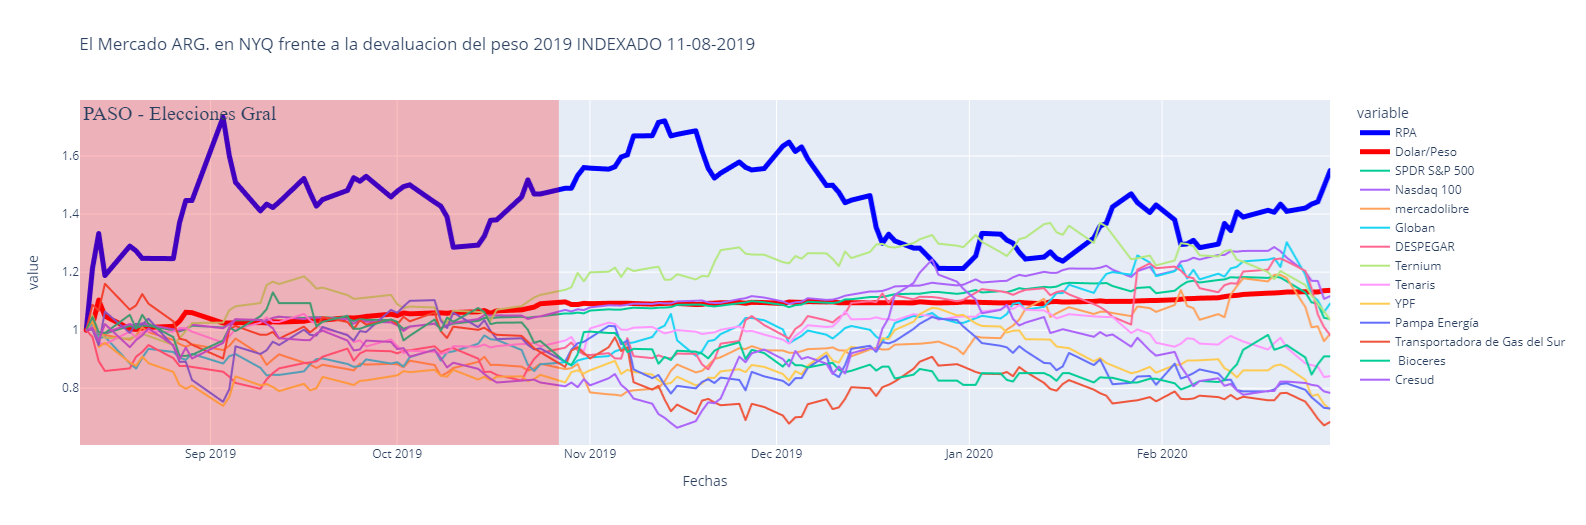 El Mercado ARG. en NYQ frente a la devaluacion del peso 2019 INDEXADO 11-08-2019
PASO - Elecciones Gral
value
1.6
1.4
1.2
1
0.8
Sep 2019
Oct 2019
Nov 2019
Dec 2019
Jan 2020
Feb 2020
Fechas
variable
RPA
Dolar/Peso
SPDR S&P 500
Nasdaq 100
mercadolibre
Globan
DESPEGAR
Ternium
Tenaris
YPF
Pampa Energía
Transportadora de Gas del Sur
Bioceres
Cresud